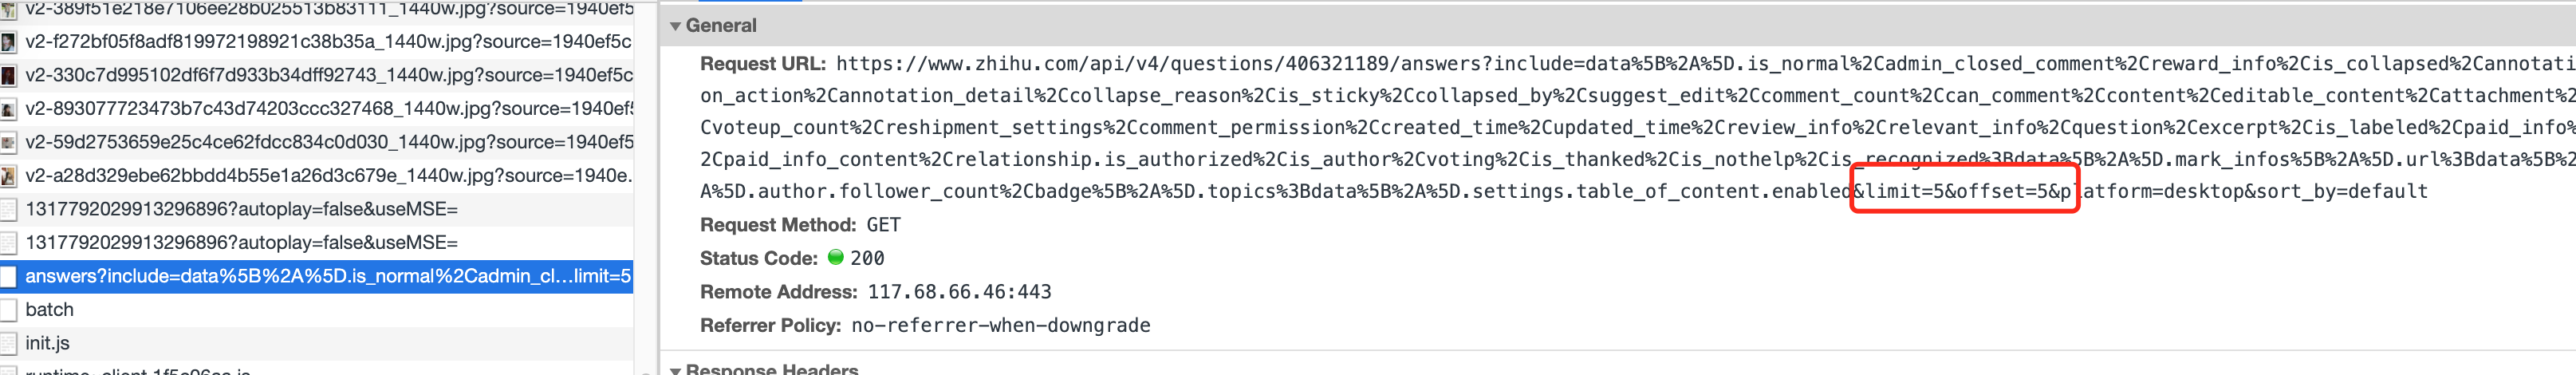 v2-389f51e218e7106ee28b025513b83111_1440w.jpg?source=1940ef5
v2-f272bf05f8adf819972198921c38b35a_1440w.jpg?source=1940ef5c
v2-330c7d995102df6f7d933b34dff92743_1440w.jpg?source=1940ef5c
v2-893077723473b7c43d74203ccc327468_1440w.jpg?source=1940ef5
v2-59d2753659e25c4ce62fdcc834c0d030_1440w.jpg?source=1940ef5
v2-a28d329ebe62bbdd4b55e1a26d3c679e_1440w.jpg?source=1940e.
1317792029913296896?autoplay=false&useMSE=
1317792029913296896?autoplay=false&useMSE=
answers?include=data%5B%2A%5D.is_normal%2Cadmin_cl…limit=5
batch
init.js
General
Request URL: https://www.zhihu.com/api/v4/questions/406321189/answers?include=data%5B%2A%5D.is_normal%2Cadmin_closed_comment%2Creward_info%2Cis_collapsed%2Cannotati
on_action%2Cannotation_detail%2Ccollapse_reason%2Cis_sticky%2Ccollapsed_by%2Csuggest_edit%2Ccomment_count%2Ccan_comment%2Ccontent%2Ceditable_content%2Cattachment%2
Cvoteup_count%2Creshipment_settings%2Ccomment_permission%2Ccreated_time%2Cupdated_time%2Creview_info%2Crelevant_info%2Cquestion%2Cexcerpt%2Cis_labeled%2Cpaid_info%
2Cpaid_info_content%2Crelationship.is_authorized%2Cis_author%2Cvoting%2Cis_thanked%2Cis_nothelp%2Cis_recognized%3Bdata%5B%2A%5D.mark_infos%5B%2A%5D.url%3Bdata%5B%2
A%5D.author.follower_count%2Cbadge%5B%2A%5D.topics%3Bdata%5B%2A%5D.settings.table_of_content.enabled&limit=5&offset=5&platform=desktop&sort_by=default
Request Method: GET
Status Code: 200
Remote Address: 117.68.66.46:443
Referrer Policy: no-referrer-when-downgrade
Response Headers